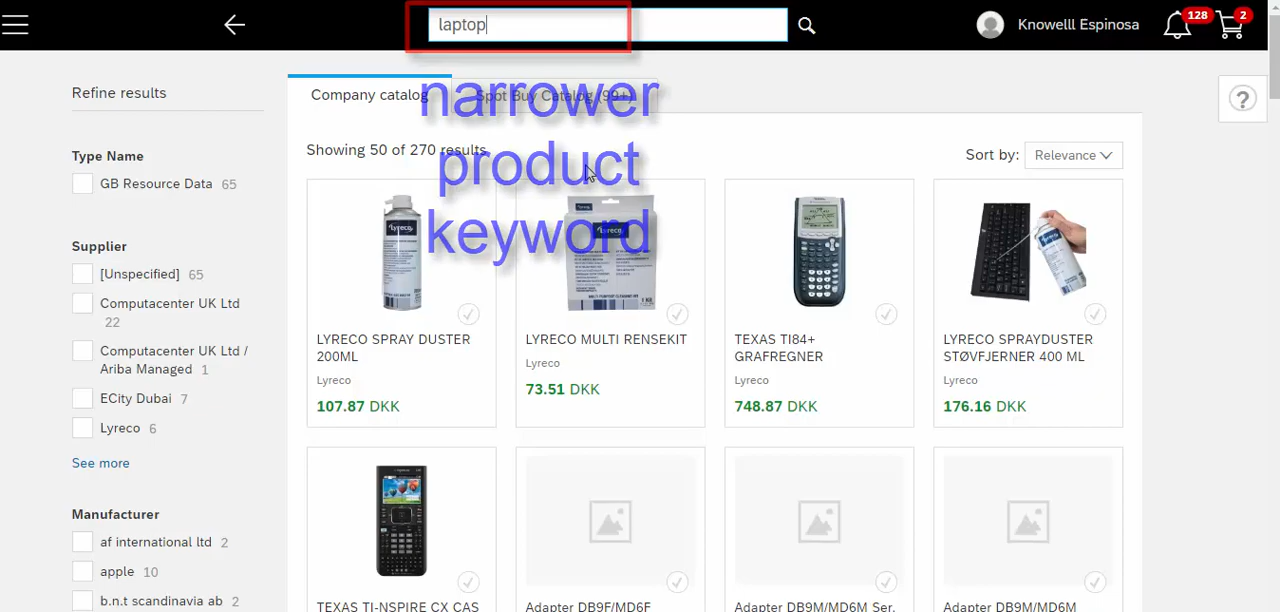 laptop
Knowelll Espinosa
128
2
Refine results
Type Name
GB Resource Data 65
Supplier
[Unspecified] 65
Computacenter UK Ltd
22
Computacenter UK Ltd /
Ariba Managed 1
ECity Dubai 7
Lyreco 6
See more
Manufacturer
af international ltd 2
apple 10
b.n.t scandinavia ab 2
Company catalog
Spot Buy Catalog (99+)
narrower
product
keyword
Showing 50 of 270 results
Sort by: Relevance
?
Lyreco
LYRECO SPRAY DUSTER
200ML
Lyreco
107.87 DKK
Lyreco
LYRECO MULTI RENSEKIT
Lyreco
73.51 DKK
TEXAS TI84+
GRAFREGNER
Lyreco
748.87 DKK
LYRECO SPRAYDUSTER
STØVFJERNER 400 ML
Lyreco
176.16 DKK
TEXAS TI-NSPIRE CX CAS
Adapter DB9F/MD6F
Adapter DB9M/MD6M Ser.
Adapter DB9M/MD6M